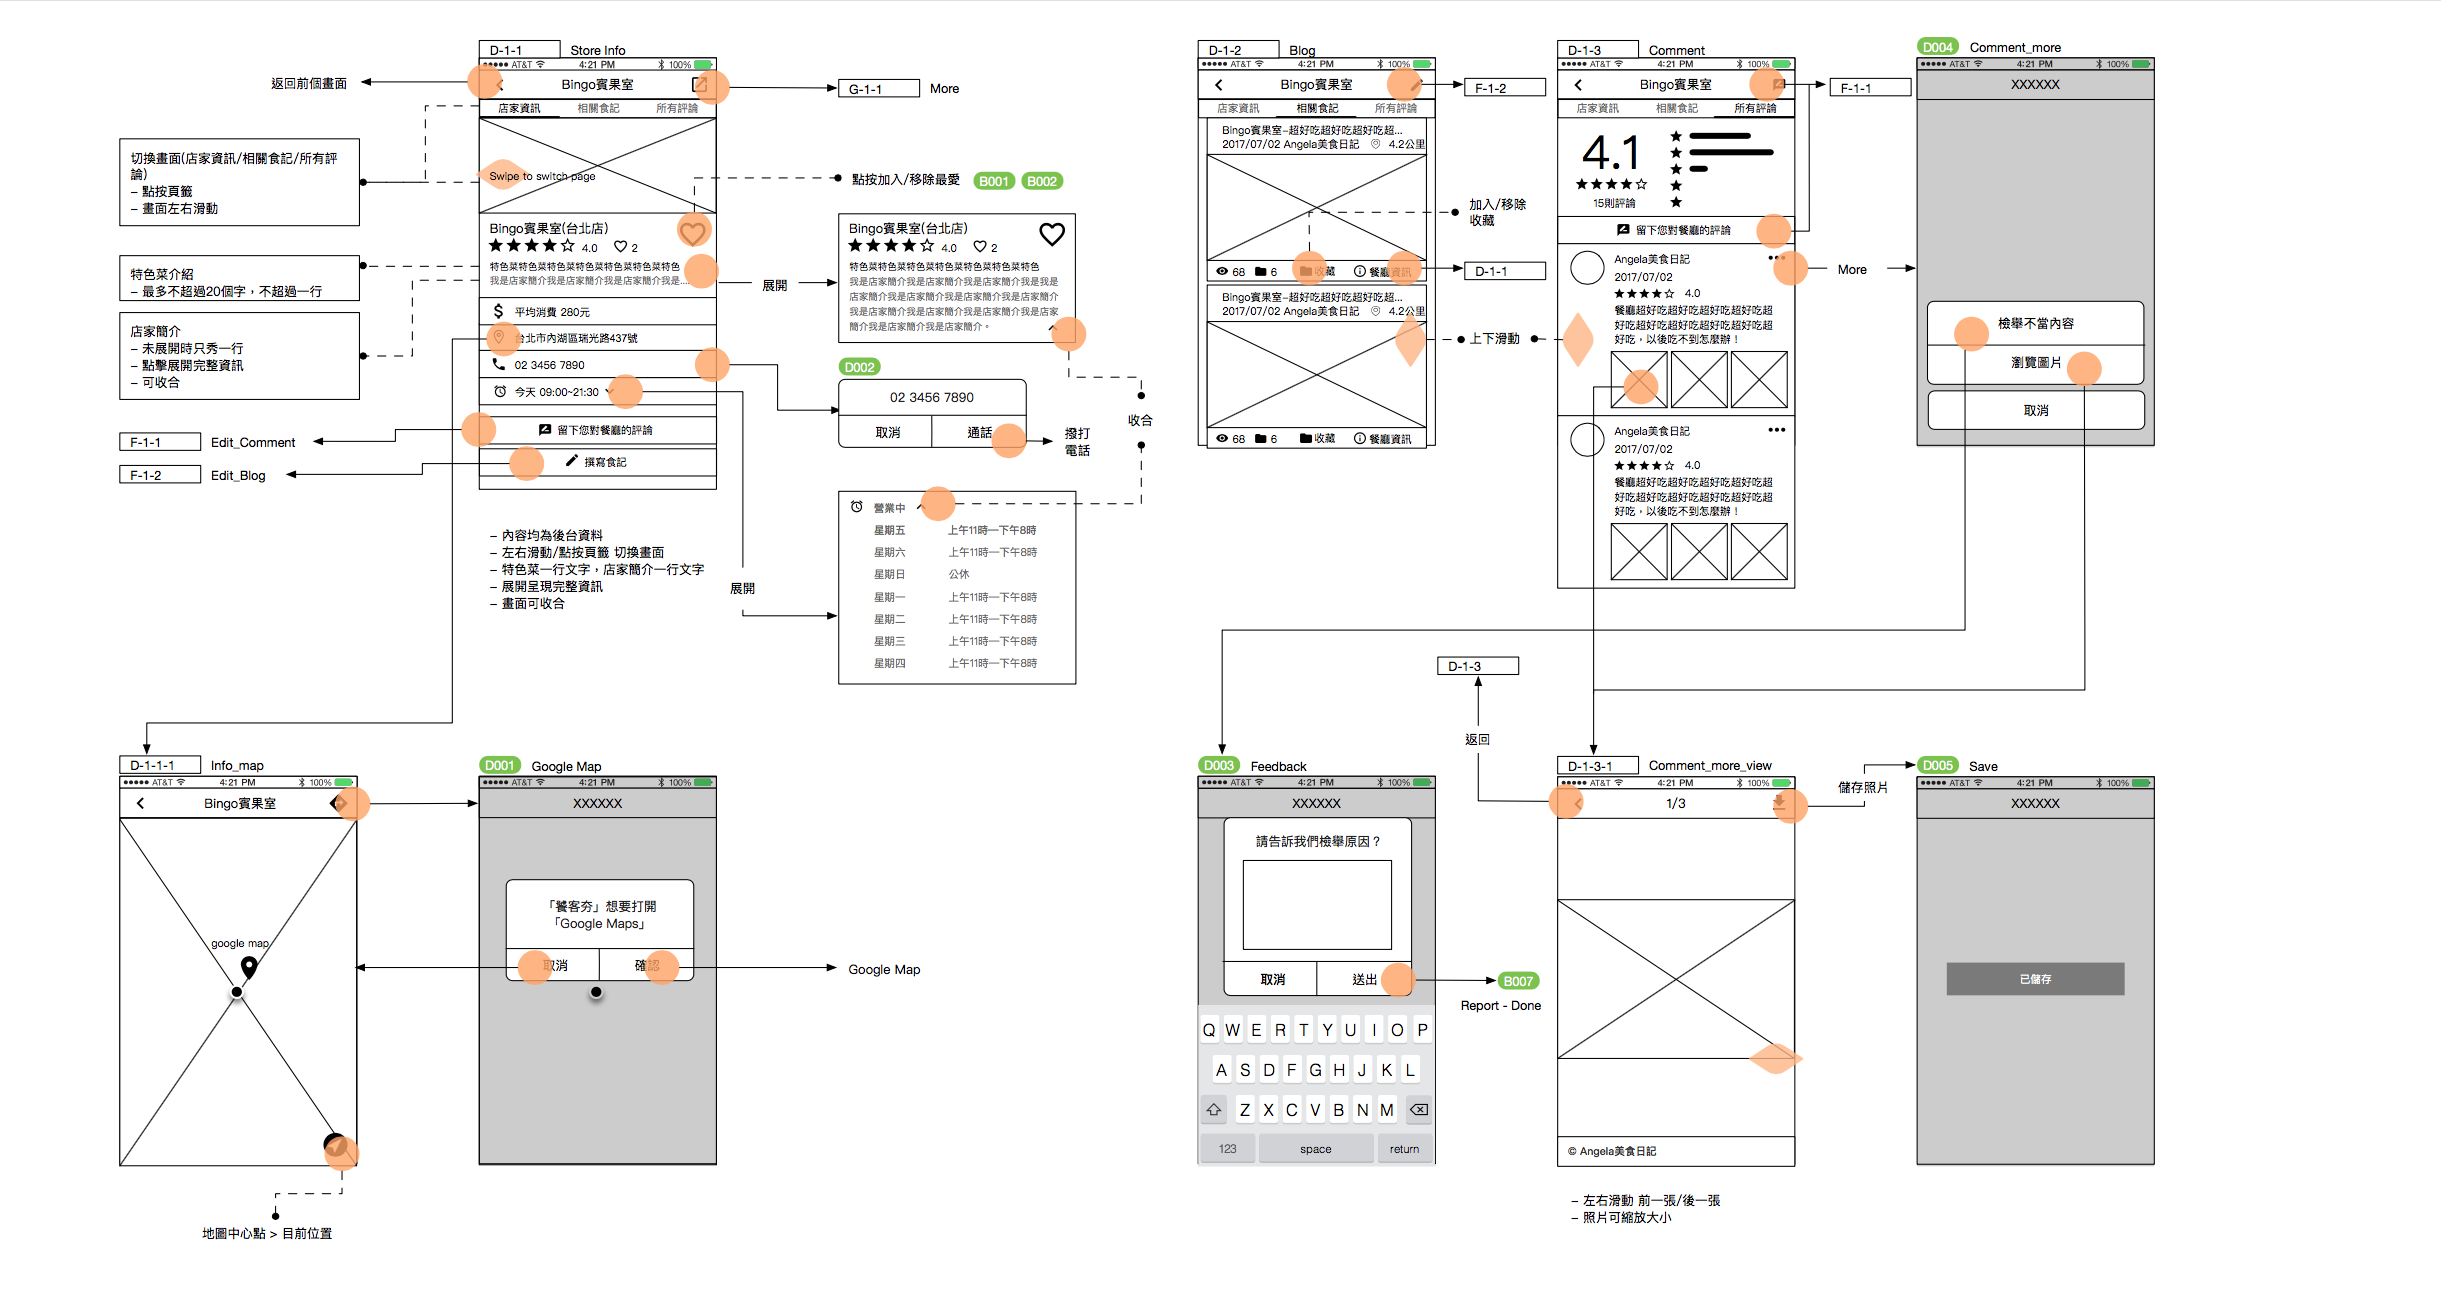 D-1-1 Store Info
返回前個畫面
AT&T 4:21 PM 100%
Bingo賓果室
G-1-1 More
店家資訊 相關食記 所有評論
切換畫面(店家資訊/相關食記/所有評
論)
– 點按頁籤
– 畫面左右滑動
Swipe to switch page
點按加入/移除最愛 B001 B002
Bingo賓果室(台北店)
4.0 2
特色菜特色菜特色菜特色菜特色菜特色菜特色
我是店家簡介我是店家簡介我是店家簡介我是...
特色菜介紹
– 最多不超過20個字，不超過一行
店家簡介
– 未展開時只秀一行
– 點擊展開完整資訊
– 可收合
展開
Bingo賓果室(台北店)
4.0 2
特色菜特色菜特色菜特色菜特色菜特色菜特色
我是店家簡介我是店家簡介我是店家簡介我是我是
店家簡介我是店家簡介我是店家簡介我是店家簡介
我是店家簡介我是店家簡介我是店家簡介我是店家
簡介我是店家簡介我是店家簡介。
平均消費 280元
台北市內湖區瑞光路437號
02 3456 7890
今天 09:00~21:30
留下您對餐廳的評論
撰寫食記
F-1-1 Edit_Comment
F-1-2 Edit_Blog
D002
02 3456 7890
取消 通話
撥打
電話
收合
– 內容均為後台資料
– 左右滑動/點按頁籤 切換畫面
– 特色菜一行文字，店家簡介一行文字
– 展開呈現完整資訊
– 畫面可收合
展開
營業中
星期五 上午11時—下午8時
星期六 上午11時—下午8時
星期日 公休
星期一 上午11時—下午8時
星期二 上午11時—下午8時
星期三 上午11時—下午8時
星期四 上午11時—下午8時
D-1-1-1 Info_map
AT&T 4:21 PM 100%
Bingo賓果室
google map
地圖中心點 > 目前位置
D001 Google Map
AT&T 4:21 PM 100%
XXXXXX
「饕客夯」想要打開
「Google Maps」
取消 確認
Google Map
D-1-2 Blog
AT&T 4:21 PM 100%
Bingo賓果室
F-1-2
店家資訊 相關食記 所有評論
Bingo賓果室–超好吃超好吃超好吃超...
2017/07/02 Angela美食日記 4.2公里
加入/移除
收藏
68 6 收藏 餐廳資訊
D-1-1
Bingo賓果室–超好吃超好吃超好吃超...
2017/07/02 Angela美食日記 4.2公里
上下滑動
68 6 收藏 餐廳資訊
D-1-3 Comment
AT&T 4:21 PM 100%
Bingo賓果室
F-1-1
店家資訊 相關食記 所有評論
4.1
15則評論
留下您對餐廳的評論
Angela美食日記
2017/07/02
4.0
餐廳超好吃超好吃超好吃超好吃超
好吃超好吃超好吃超好吃超好吃超
好吃，以後吃不到怎麼辦！
More
Angela美食日記
2017/07/02
4.0
餐廳超好吃超好吃超好吃超好吃超
好吃超好吃超好吃超好吃超好吃超
好吃，以後吃不到怎麼辦！
D004 Comment_more
AT&T 4:21 PM 100%
XXXXXX
檢舉不當內容
瀏覽圖片
取消
D-1-3
返回
D003 Feedback
AT&T 4:21 PM 100%
XXXXXX
請告訴我們檢舉原因？
取消 送出
B007
Report - Done
Q W E R T Y U I O P
A S D F G H J K L
Z X C V B N M
123 space return
D-1-3-1 Comment_more_view
AT&T 4:21 PM 100%
1/3
儲存照片
© Angela美食日記
– 左右滑動 前一張/後一張
– 照片可縮放大小
D005 Save
AT&T 4:21 PM 100%
XXXXXX
已儲存